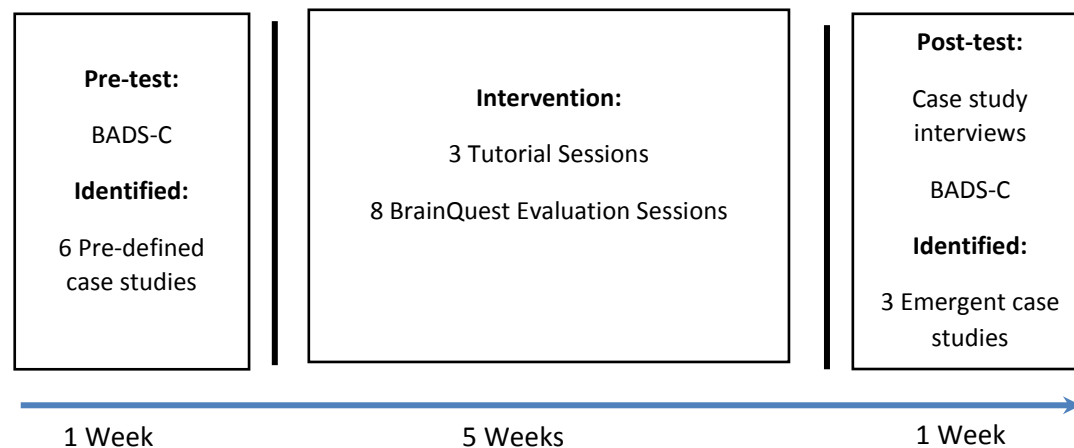 Pre-test:
BADS-C
Identified:
6 Pre-defined
case studies
Intervention:
3 Tutorial Sessions
8 BrainQuest Evaluation Sessions
Post-test:
Case study
interviews
BADS-C
Identified:
3 Emergent case
studies
1 Week
5 Weeks
1 Week